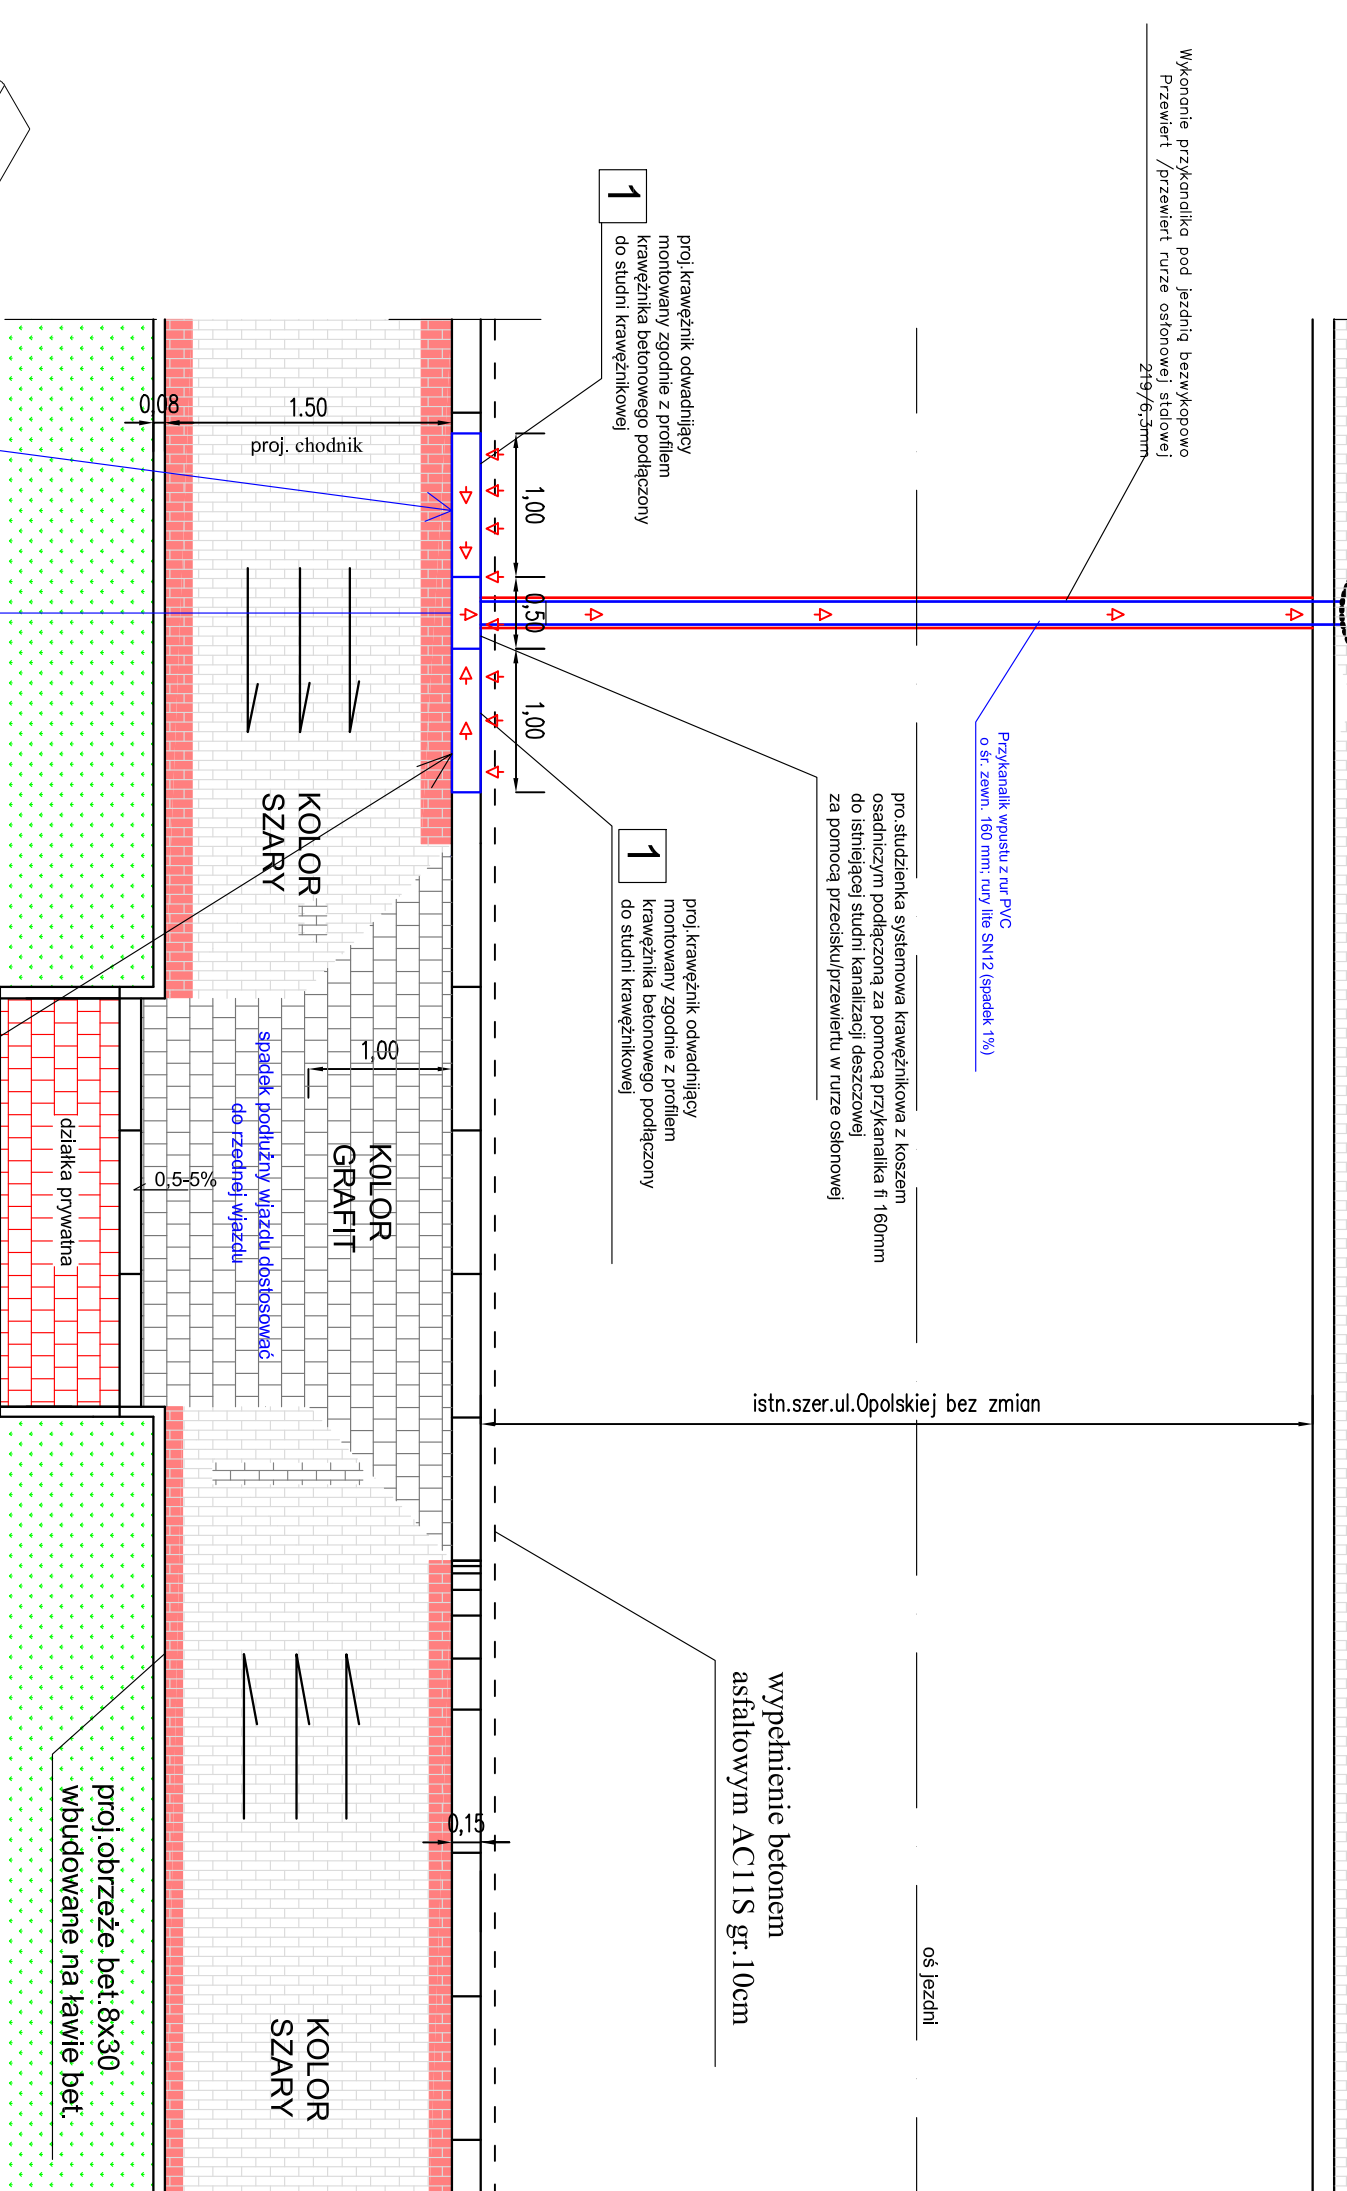 Wykonanie przykanalika pod jezdnią bezwykopowo
Przewiert /przewiert rurze osłonowej stalowej
219/6,3mm
1
proj.krawężnik odwadnijący
montowany zgodnie z profilem
krawężnika betonowego podłączony
do studni krawężnikowej
0,08
1.50
proj. chodnik
1,00
0,50
1,00
Przykanalik wpustu z rur PVC
o śr. zewn. 160 mm; rury lite SN12 (spadek 1%)
pro.studzienka systemowa krawężnikowa z koszem
osadniczym podłączoną za pomocą przykanalika fi 160mm
do istniejącej studni kanalizacji deszczowej
za pomocą przecisku/przewiertu w rurze osłonowej
1
proj.krawężnik odwadnijący
montowany zgodnie z profilem
krawężnika betonowego podłączony
do studni krawężnikowej
KOLOR
SZARY
1,00
KOLOR
GRAFIT
spadek podłużny wjazdu dostosować
do rzednej wjazdu
0,5-5%
działka prywatna
istn.szer.ul.Opolskiej bez zmian
wypełnienie betonem
asfaltowym AC11S gr.10cm
oś jezdni
0,15
proj.obrzeże bet.8x30
wbudowane na ławie bet.
KOLOR
SZARY